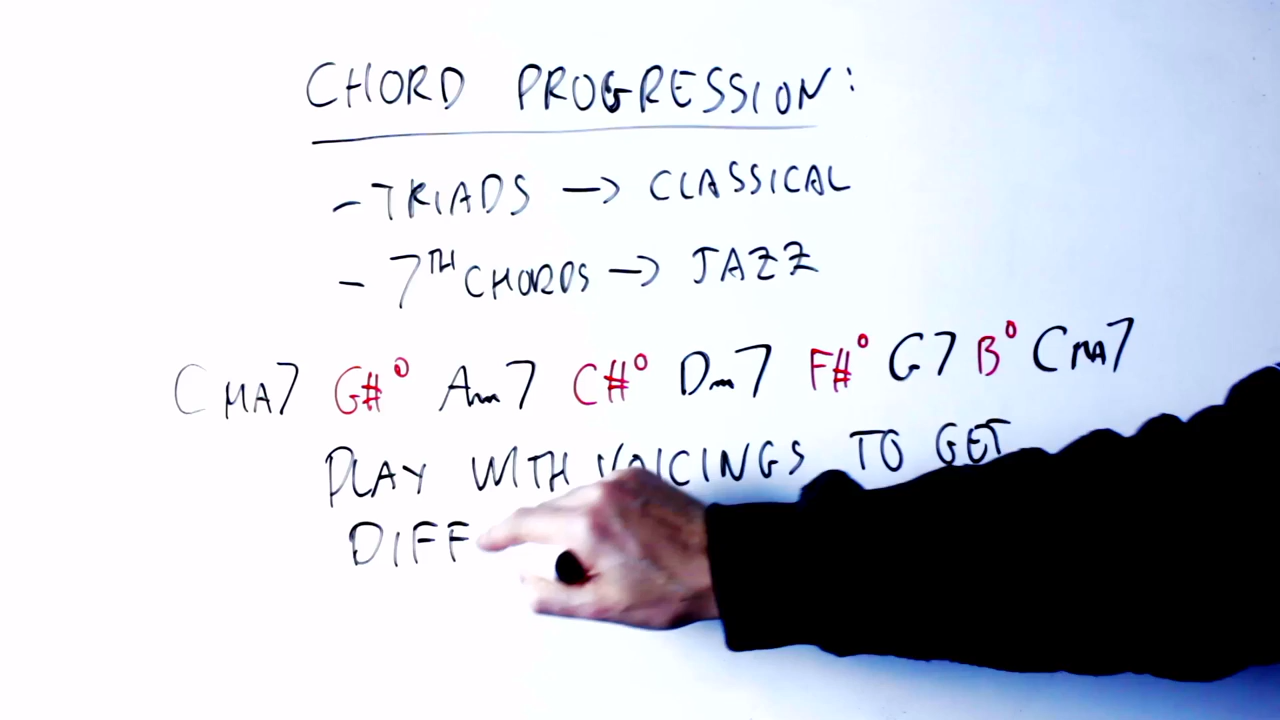 CHORD PROGRESSION:
- TRIADS → CLASSICAL
- 7TH CHORDS → JAZZ
CMA7 G#° Am7 C#° Dm7 F#° G7 B° CMA7
PLAY WITH VOICINGS TO GET
DIFF